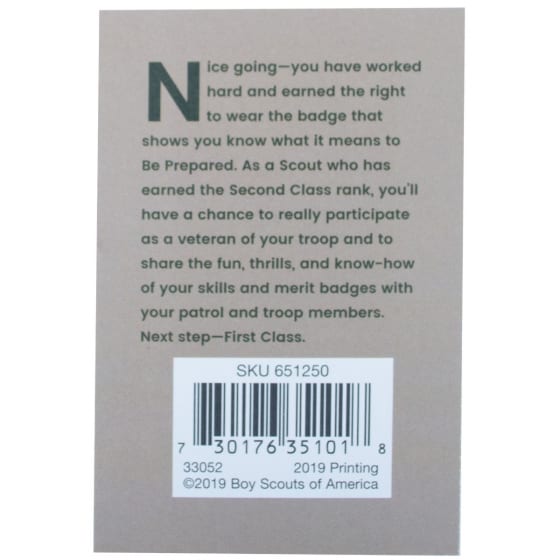 Nice going—you have worked
hard and earned the right
to wear the badge that
shows you know what it means to
Be Prepared. As a Scout who has
earned the Second Class rank, you'll
have a chance to really participate
as a veteran of your troop and to
share the fun, thrills, and know-how
of your skills and merit badges with
your patrol and troop members.
Next step—First Class.
SKU 651250
7 30176 35101 8
33052 2019 Printing
©2019 Boy Scouts of America